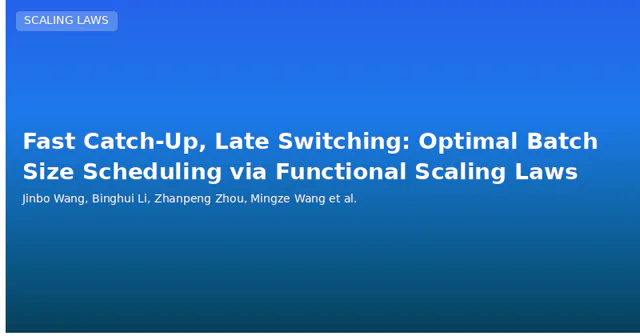 SCALING LAWS
Fast Catch-Up, Late Switching: Optimal Batch
Size Scheduling via Functional Scaling Laws
Jinbo Wang, Binghui Li, Zhanpeng Zhou, Mingze Wang et al.